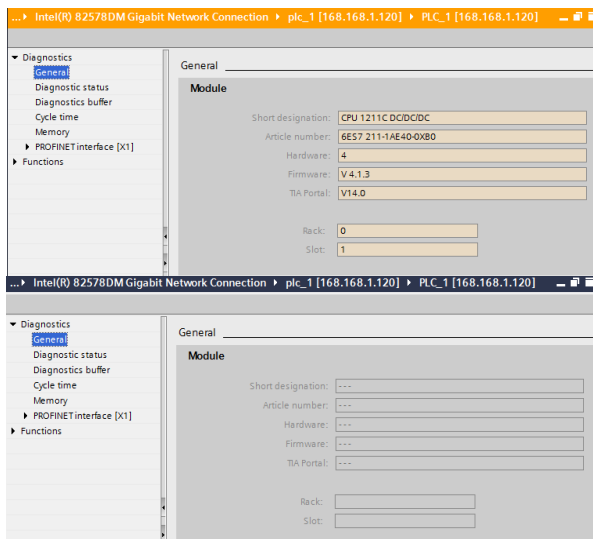 ...▸ Intel(R) 82578DM Gigabit Network Connection ▸ plc_1 [168.168.1.120] ▸ PLC_1 [168.168.1.120]
Diagnostics
General
Diagnostic status
Diagnostics buffer
Cycle time
Memory
PROFINET interface [X1]
Functions
General
Module
Short designation: CPU 1211C DC/DC/DC
Article number: 6ES7 211-1AE40-0XB0
Hardware: 4
Firmware: V 4.1.3
TIA Portal: V14.0
Rack: 0
Slot: 1
...▸ Intel(R) 82578DM Gigabit Network Connection ▸ plc_1 [168.168.1.120] ▸ PLC_1 [168.168.1.120]
Diagnostics
General
Diagnostic status
Diagnostics buffer
Cycle time
Memory
PROFINET interface [X1]
Functions
General
Module
Short designation: ---
Article number: ---
Hardware: ---
Firmware: ---
TIA Portal: ---
Rack:
Slot: